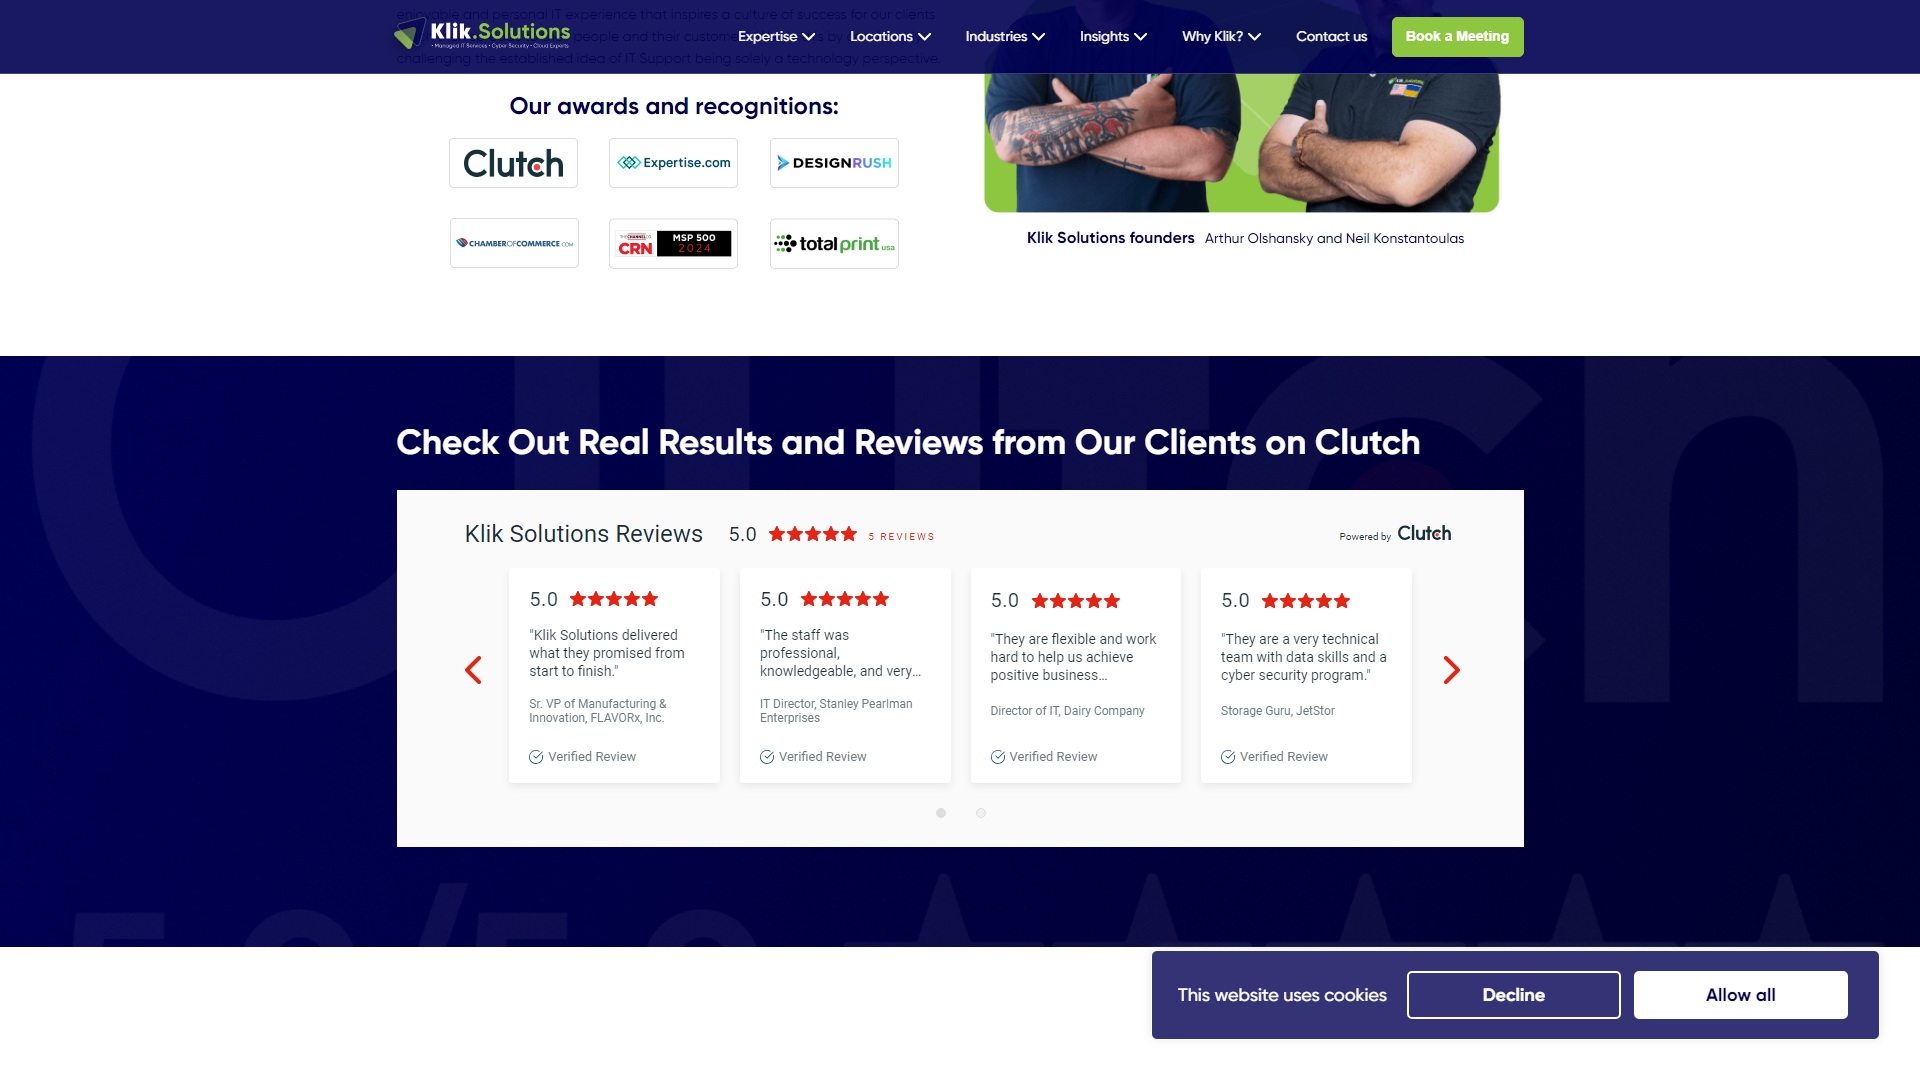 enjoyable and personal IT experience that inspires a culture of success for our clients
Klik.Solutions
• Managed IT Services • Cyber Security • Cloud Experts
people and their custome
by
challenging the established idea of IT Support being solely a technology perspective.
Expertise
Locations
Industries
Insights
Why Klik?
Contact us
Book a Meeting
Our awards and recognitions:
Clutch
Expertise.com
DESIGNRUSH
CHAMBEROFCOMMERCE.COM
CRN
MSP 500
2024
totalprint usa
Klik Solutions founders Arthur Olshansky and Neil Konstantoulas
Check Out Real Results and Reviews from Our Clients on Clutch
Klik Solutions Reviews 5.0 5 REVIEWS
Powered by Clutch
5.0
"Klik Solutions delivered
what they promised from
start to finish."
Sr. VP of Manufacturing &
Innovation, FLAVORx, Inc.
Verified Review
5.0
"The staff was
professional,
knowledgeable, and very...
IT Director, Stanley Pearlman
Enterprises
Verified Review
5.0
"They are flexible and work
hard to help us achieve
positive business...
Director of IT, Dairy Company
Verified Review
5.0
"They are a very technical
team with data skills and a
cyber security program."
Storage Guru, JetStor
Verified Review
This website uses cookies
Decline
Allow all